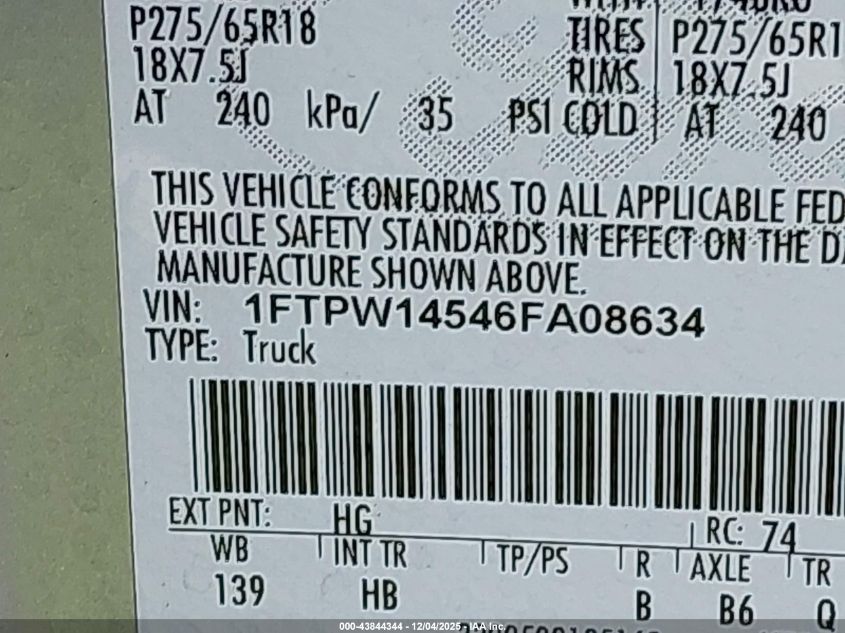 P275/65R18 TIRES P275/65R1
18X7.5J RIMS 18X7.5J
AT 240 kPa/ 35 PSI COLD AT 240
THIS VEHICLE CONFORMS TO ALL APPLICABLE FED
VEHICLE SAFETY STANDARDS IN EFFECT ON THE DA
MANUFACTURE SHOWN ABOVE.
VIN: 1FTPW14546FA08634
TYPE: Truck
EXT PNT: HG RC: 74
WB INT TR TP/PS R AXLE TR
139 HB B B6 Q
000-43844344 - 12/04/2025 - IAA Inc.